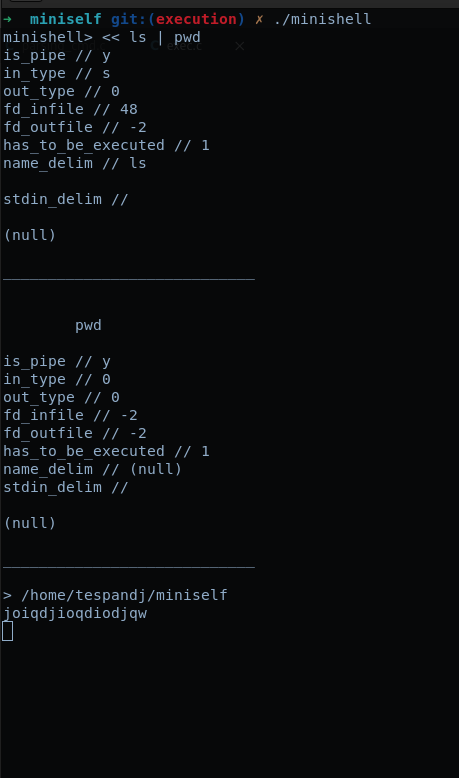 ➜  miniself git:(execution) ✗ ./minishell
minishell> << ls | pwd
is_pipe // y
in_type // s
out_type // 0
fd_infile // 48
fd_outfile // -2
has_to_be_executed // 1
name_delim // ls
stdin_delim //
(null)
____________________________
pwd
is_pipe // y
in_type // 0
out_type // 0
fd_infile // -2
fd_outfile // -2
has_to_be_executed // 1
name_delim // (null)
stdin_delim //
(null)
____________________________
> /home/tespandj/miniself
joiqdjioqdiodjqw